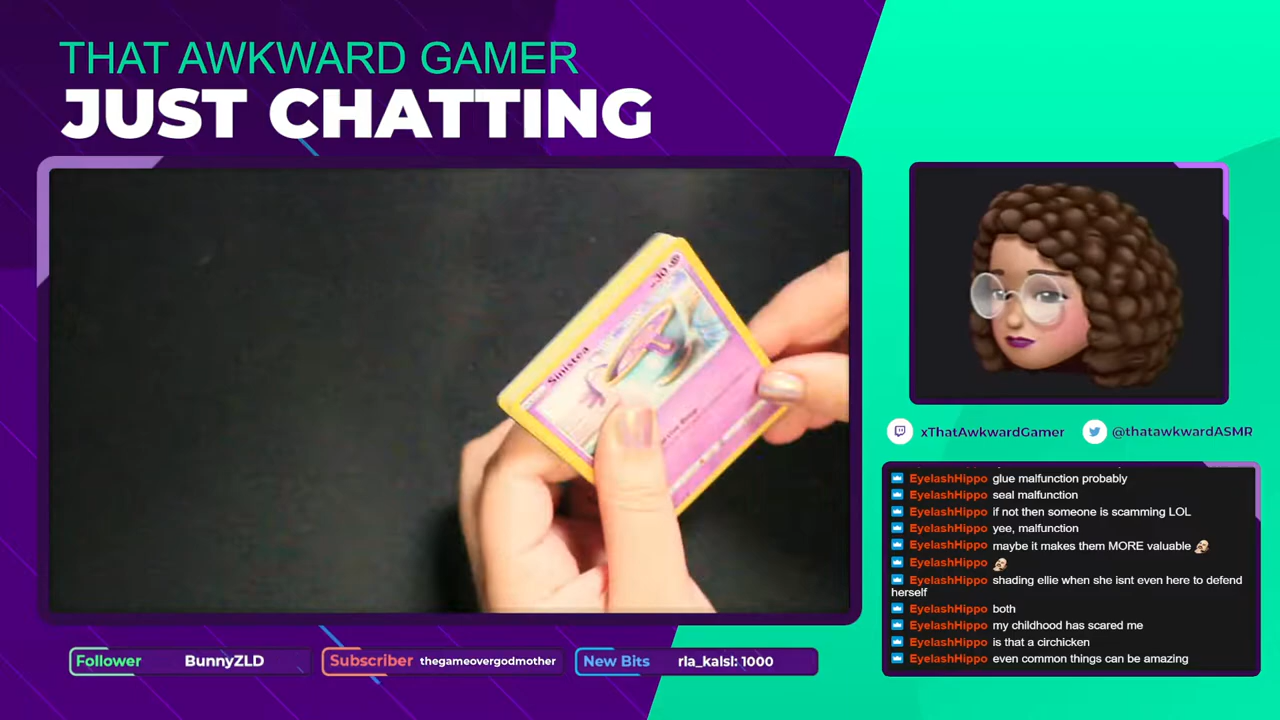 THAT AWKWARD GAMER
JUST CHATTING
Sinistea
30
xThatAwkwardGamer
@thatawkwardASMR
EyelashHippo glue malfunction probably
EyelashHippo seal malfunction
EyelashHippo if not then someone is scamming LOL
EyelashHippo yee, malfunction
EyelashHippo maybe it makes them MORE valuable
EyelashHippo
EyelashHippo shading ellie when she isnt even here to defend
herself
EyelashHippo both
EyelashHippo my childhood has scared me
EyelashHippo is that a circhicken
EyelashHippo even common things can be amazing
Follower BunnyZLD
Subscriber thegameovergodmother
New Bits rla_kalsl: 1000